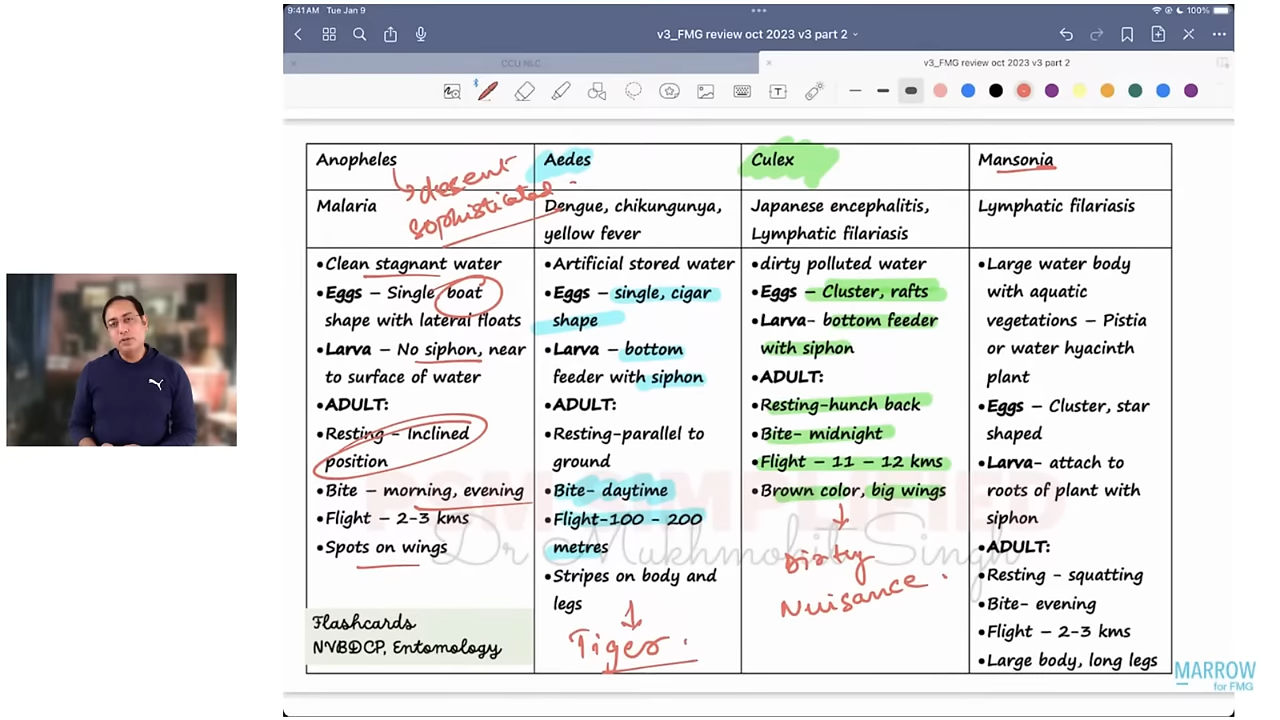 9:41 AM Tue Jan 9
100%
v3_FMG review oct 2023 v3 part 2
CCU NLC
v3_FMG review oct 2023 v3 part 2
Anopheles
desent
sophisticated
Malaria
•Clean stagnant water
•Eggs – Single boat
shape with lateral floats
•Larva – No siphon, near
to surface of water
•ADULT:
•Resting – Inclined
position
•Bite – morning, evening
•Flight – 2-3 kms
•Spots on wings
Flashcards
NVBDCP, Entomology
Aedes
Dengue, chikungunya,
yellow fever
•Artificial stored water
•Eggs – single, cigar
shape
•Larva – bottom
feeder with siphon
•ADULT:
•Resting-parallel to
ground
•Bite- daytime
•Flight-100 - 200
metres
•Stripes on body and
legs
Tiger
Culex
Japanese encephalitis,
Lymphatic filariasis
•dirty polluted water
•Eggs – Cluster, rafts
•Larva- bottom feeder
with siphon
•ADULT:
•Resting-hunch back
•Bite- midnight
•Flight – 11 – 12 kms
•Brown color, big wings
Dirty
Nuisance
Mansonia
Lymphatic filariasis
•Large water body
with aquatic
vegetations – Pistia
or water hyacinth
plant
•Eggs – Cluster, star
shaped
•Larva- attach to
roots of plant with
siphon
•ADULT:
•Resting - squatting
•Bite- evening
•Flight – 2-3 kms
•Large body, long legs
Dr Mukhmohit Singh
MARROW
for FMG